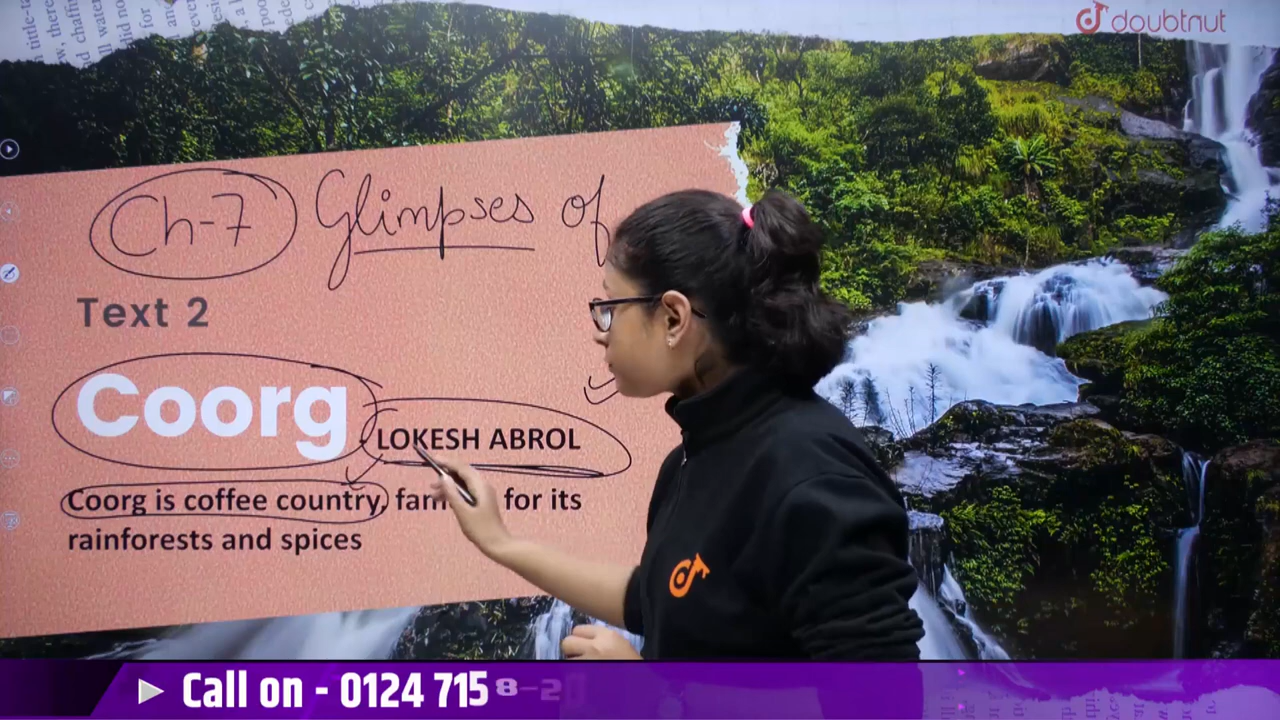 doubtnut
Ch-7 Glimpses of
Text 2
Coorg
LOKESH ABROL
Coorg is coffee country, for its
rainforests and spices
Call on - 0124 715